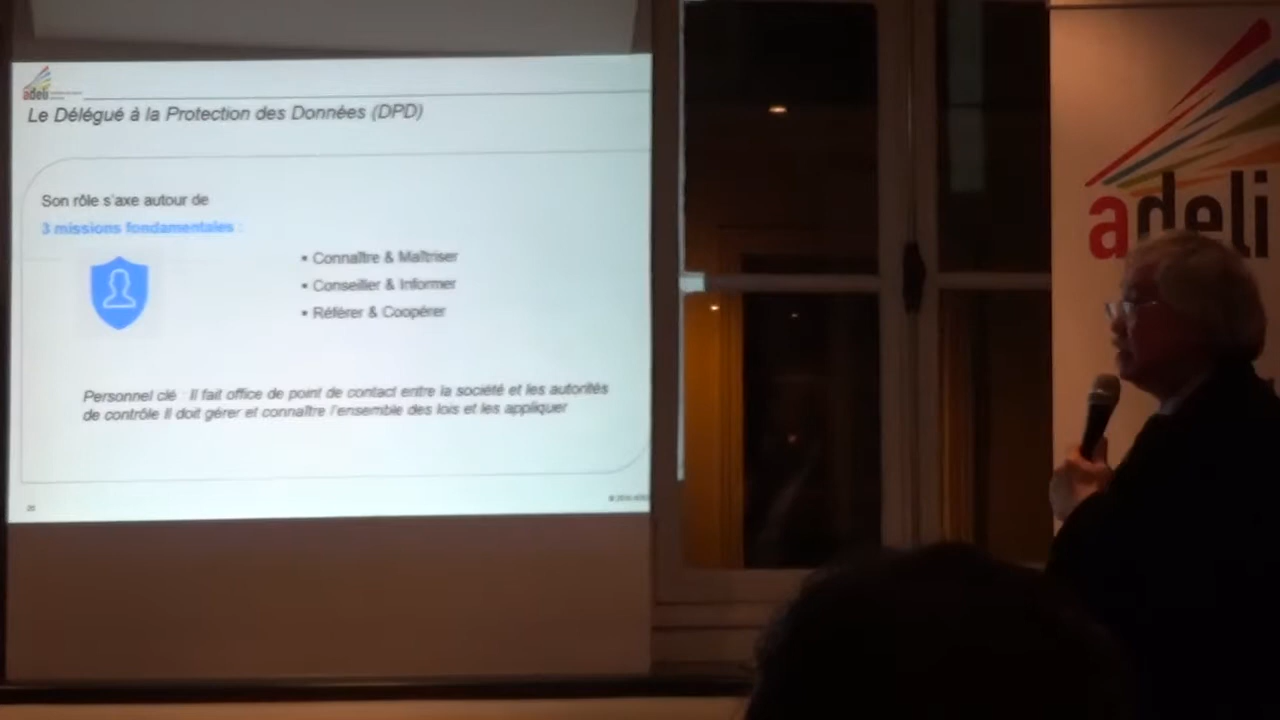 adeli
Le Délégué à la Protection des Données (DPD)
Son rôle s'axe autour de
3 missions fondamentales :
▪ Connaître & Maîtriser
▪ Conseiller & Informer
▪ Référer & Coopérer
Personnel clé : Il fait office de point de contact entre la société et les autorités
de contrôle Il doit gérer et connaître l'ensemble des lois et les appliquer
adeli